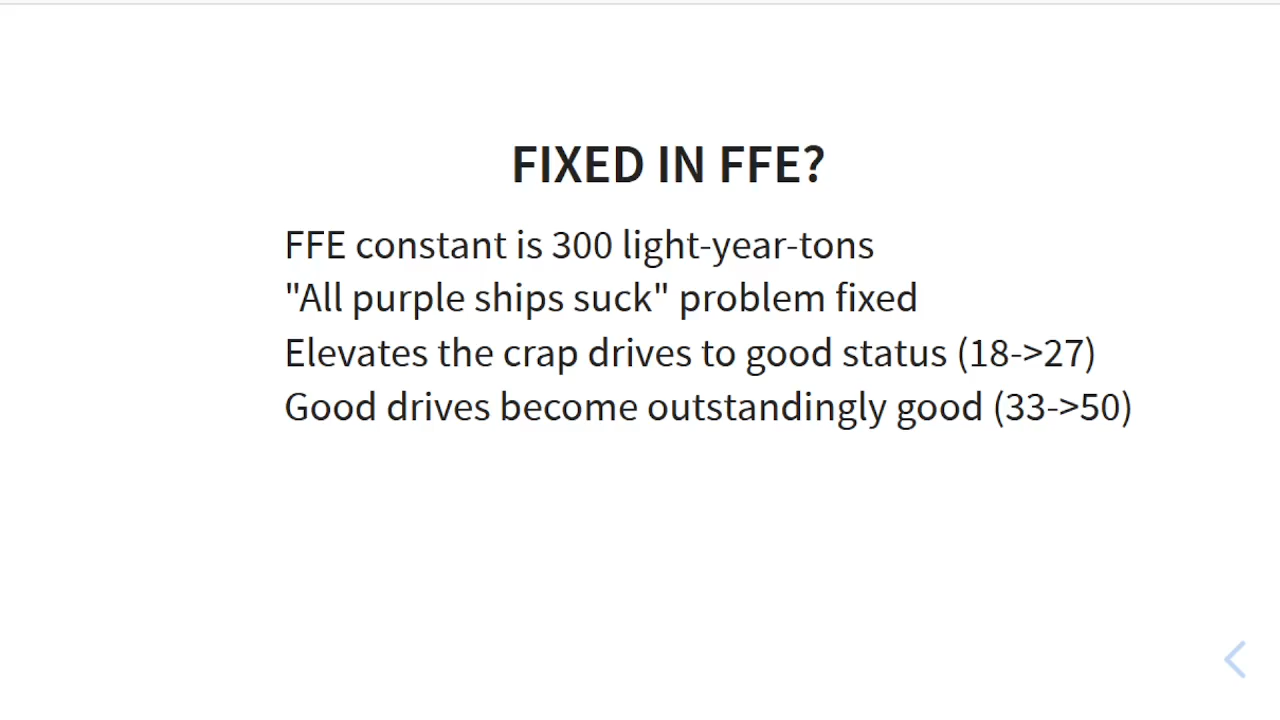 FIXED IN FFE?
FFE constant is 300 light-year-tons
"All purple ships suck" problem fixed
Elevates the crap drives to good status (18->27)
Good drives become outstandingly good (33->50)